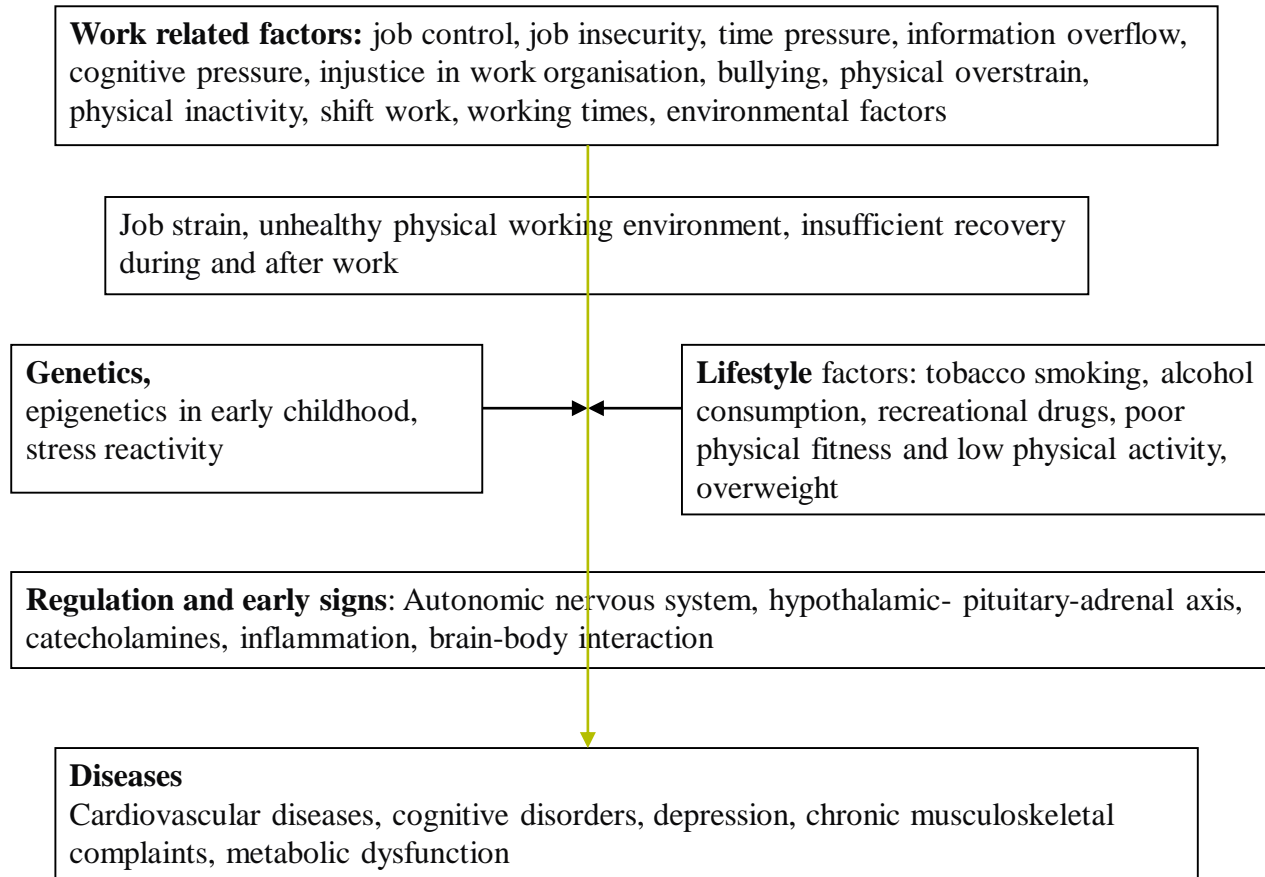 Work related factors: job control, job insecurity, time pressure, information overflow,
cognitive pressure, injustice in work organisation, bullying, physical overstrain,
physical inactivity, shift work, working times, environmental factors
Job strain, unhealthy physical working environment, insufficient recovery
during and after work
Genetics,
epigenetics in early childhood,
stress reactivity
Lifestyle factors: tobacco smoking, alcohol
consumption, recreational drugs, poor
physical fitness and low physical activity,
overweight
Regulation and early signs: Autonomic nervous system, hypothalamic- pituitary-adrenal axis,
catecholamines, inflammation, brain-body interaction
Diseases
Cardiovascular diseases, cognitive disorders, depression, chronic musculoskeletal
complaints, metabolic dysfunction